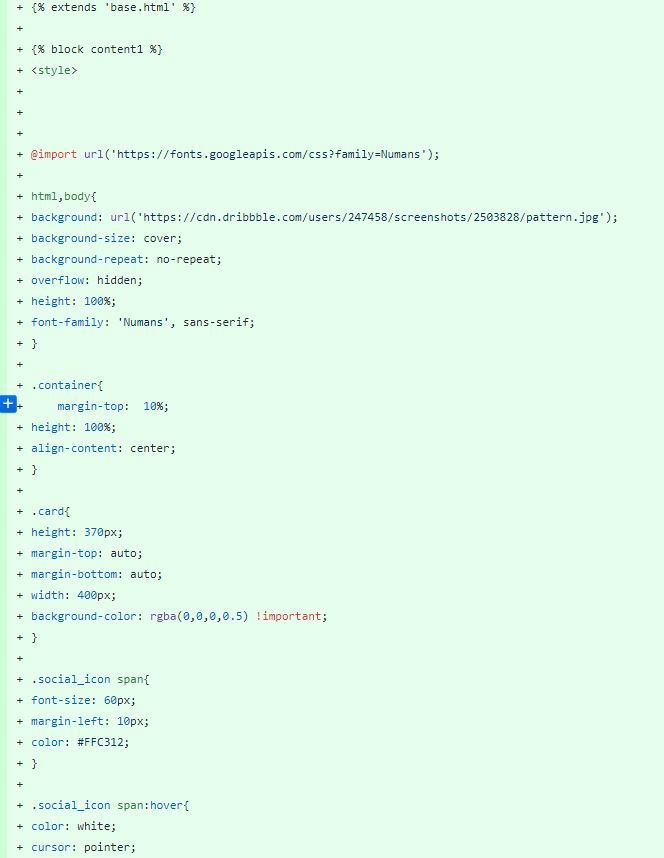 + {% extends 'base.html' %}
+
+ {% block content1 %}
+ <style>
+
+
+
+ @import url('https://fonts.googleapis.com/css?family=Numans');
+
+ html,body{
+ background: url('https://cdn.dribbble.com/users/247458/screenshots/2503828/pattern.jpg');
+ background-size: cover;
+ background-repeat: no-repeat;
+ overflow: hidden;
+ height: 100%;
+ font-family: 'Numans', sans-serif;
+ }
+
+ .container{
+     margin-top:  10%;
+ height: 100%;
+ align-content: center;
+ }
+
+ .card{
+ height: 370px;
+ margin-top: auto;
+ margin-bottom: auto;
+ width: 400px;
+ background-color: rgba(0,0,0,0.5) !important;
+ }
+
+ .social_icon span{
+ font-size: 60px;
+ margin-left: 10px;
+ color: #FFC312;
+ }
+
+ .social_icon span:hover{
+ color: white;
+ cursor: pointer;